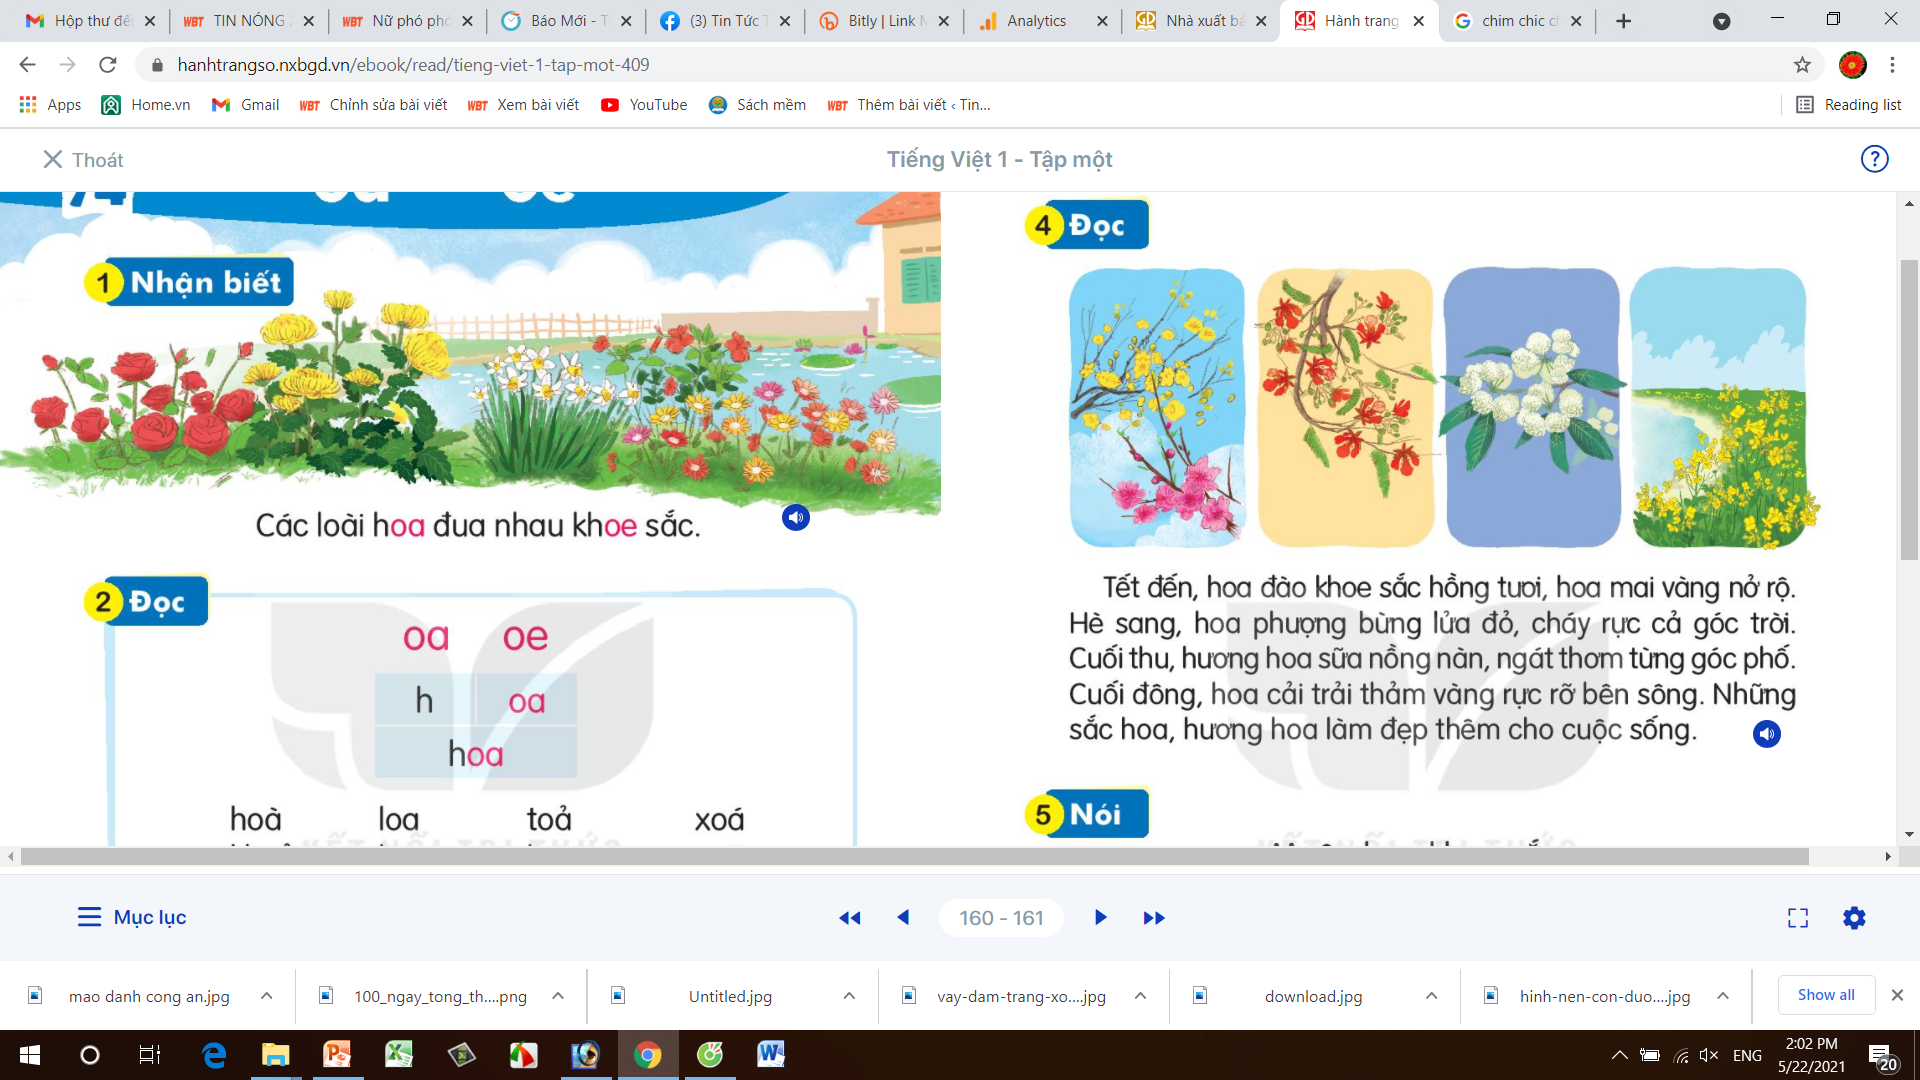 Hộp thư đế
TIN NÓNG
Nữ phó phò
Báo Mới - T
(3) Tin Tức T
Bitly | Link M
Analytics
Nhà xuất bả
Hành trang
chim chic ch
hanhtrangso.nxbgd.vn/ebook/read/tieng-viet-1-tap-mot-409
Apps
Home.vn
Gmail
WBT Chỉnh sửa bài viết
WBT Xem bài viết
YouTube
Sách mềm
WBT Thêm bài viết ‹ Tin...
Reading list
Thoát
Tiếng Việt 1 - Tập một
1 Nhận biết
Các loài hoa đua nhau khoe sắc.
2 Đọc
oa oe
h oa
hoa
hoà loa toả xoá
4 Đọc
Tết đến, hoa đào khoe sắc hồng tươi, hoa mai vàng nở rộ.
Hè sang, hoa phượng bừng lửa đỏ, cháy rực cả góc trời.
Cuối thu, hương hoa sữa nồng nàn, ngát thơm từng góc phố.
Cuối đông, hoa cải trải thảm vàng rực rỡ bên sông. Những
sắc hoa, hương hoa làm đẹp thêm cho cuộc sống.
5 Nói
Mục lục
160 - 161
mao danh cong an.jpg
100_ngay_tong_th....png
Untitled.jpg
vay-dam-trang-xo....jpg
download.jpg
hinh-nen-con-duo....jpg
Show all
ENG
2:02 PM
5/22/2021
20